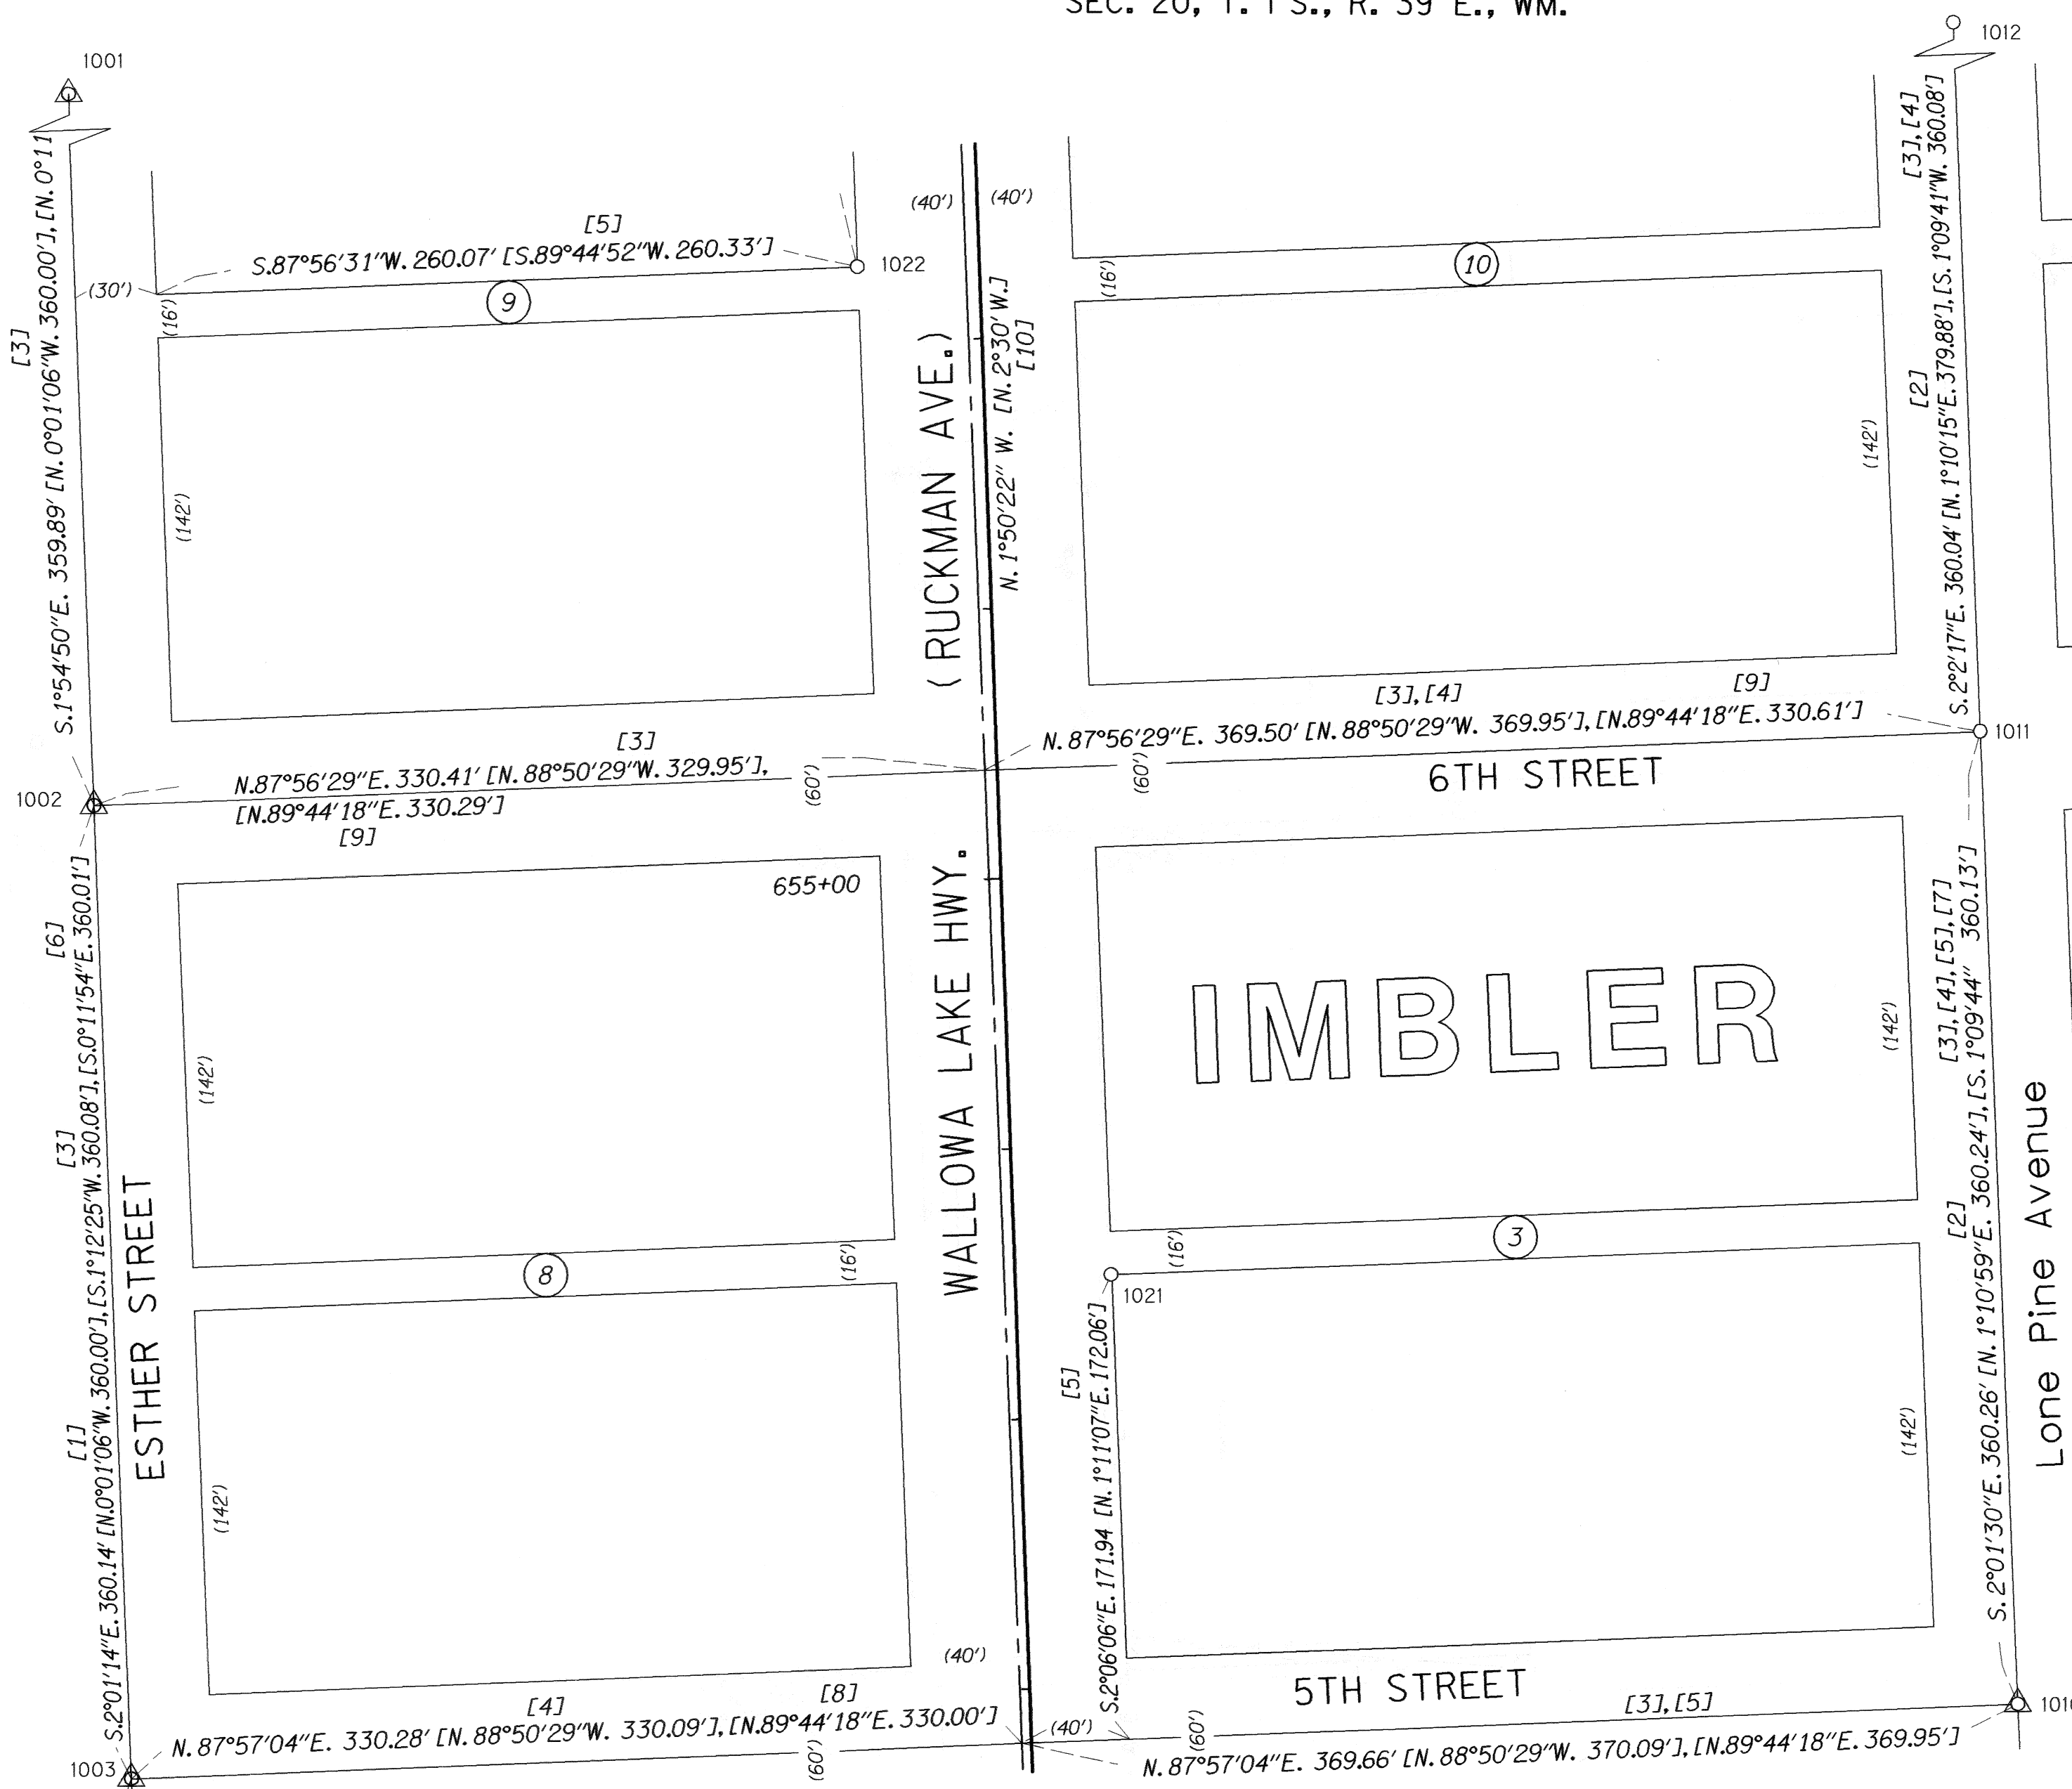 SEC. 20, T. 1 S., R. 39 E., WM.
1001
1012
[3]
S.1°54'50"E. 359.89' [N.0°01'06"W. 360.00'], [N.0°11
(30')
[5]
S.87°56'31"W. 260.07' [S.89°44'52"W. 260.33']
1022
(16')
9
(142')
(40')
(40')
N. 1°50'22" W. [N. 2°30' W.]
[10]
(RUCKMAN AVE.)
(16')
10
(142')
[3],[4]
[2]
S.2°2'17"E. 360.04' [N. 1°10'15"E. 379.88'], [S. 1°09'41"W. 360.08']
[3]
N.87°56'29"E. 330.41' [N. 88°50'29"W. 329.95'],
[N.89°44'18"E. 330.29']
[9]
(60')
1002
[3],[4]
[9]
N. 87°56'29"E. 369.50' [N. 88°50'29"W. 369.95'], [N.89°44'18"E. 330.61']
(60')
6TH STREET
1011
655+00
[6]
[3]
[1]
S.2°01'14"E. 360.14' [N.0°01'06"W. 360.00'], [S.1°12'25"W. 360.08'], [S.0°11'54"E. 360.01']
ESTHER STREET
(142')
8
(16')
(142')
WALLOWA LAKE HWY.
IMBLER
(142')
(16')
3
1021
[5]
S.2°06'06"E. 171.94 [N. 1°11'07"E. 172.06']
(142')
[3],[4],[5],[7]
[2]
S. 2°01'30"E. 360.26' [N. 1°10'59"E. 360.24'], [S. 1°09'44" 360.13']
Lone Pine Avenue
(40')
[4]
[8]
N. 87°57'04"E. 330.28' [N. 88°50'29"W. 330.09'], [N.89°44'18"E. 330.00']
1003
(60')
5TH STREET
[3],[5]
(40')
(60')
N. 87°57'04"E. 369.66' [N. 88°50'29"W. 370.09'], [N.89°44'18"E. 369.95']